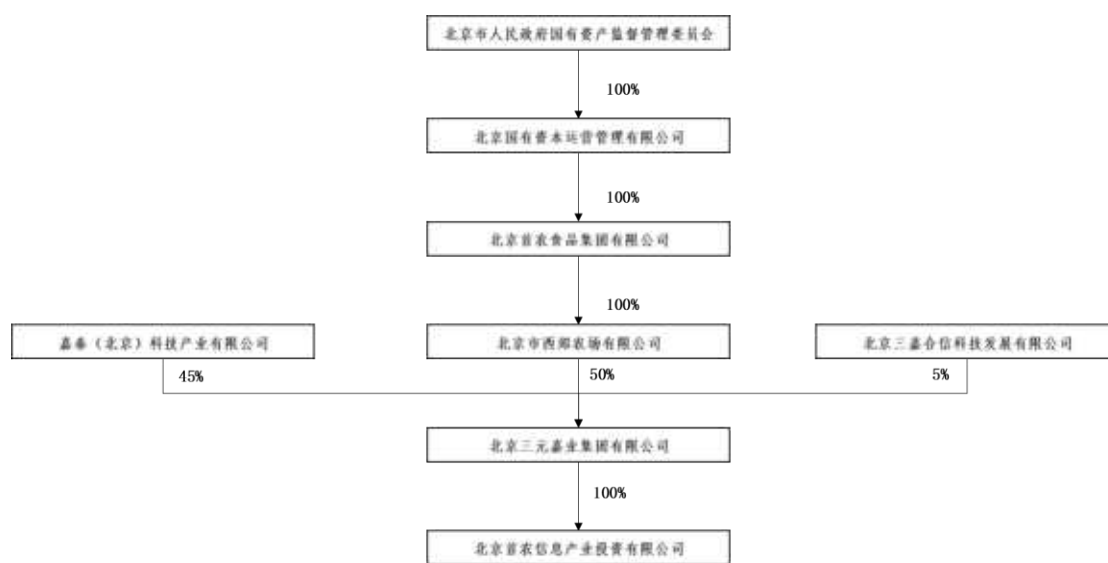 北京市人民政府国有资产监督管理委员会
100%
北京国有资本运营管理有限公司
100%
北京首农食品集团有限公司
100%
嘉泰（北京）科技产业有限公司
北京市西郊农场有限公司
北京三嘉合信科技发展有限公司
45%
50%
5%
北京三元嘉业集团有限公司
100%
北京首农信息产业投资有限公司